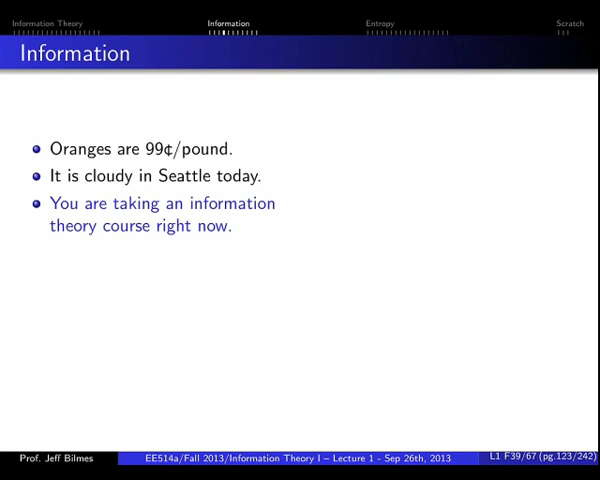 Information Theory
Information
Entropy
Scratch
Information
Oranges are 99¢/pound.
It is cloudy in Seattle today.
You are taking an information
theory course right now.
Prof. Jeff Bilmes
EE514a/Fall 2013/Information Theory I – Lecture 1 - Sep 26th, 2013
L1 F39/67 (pg.123/242)